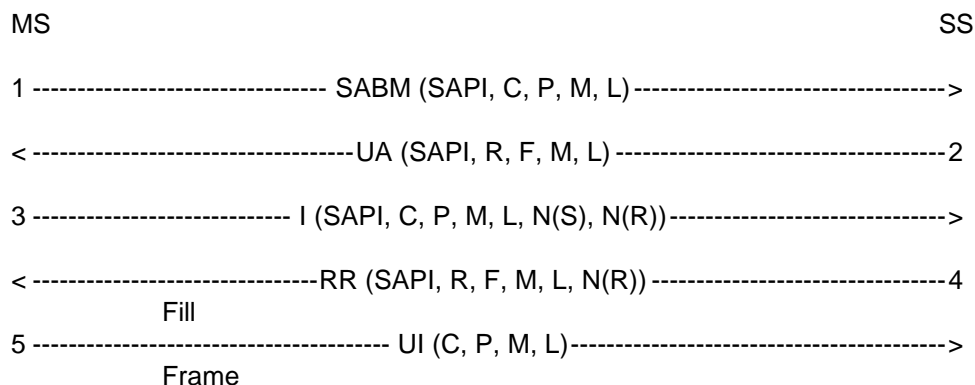 MS SS
1 --------------------------------- SABM (SAPI, C, P, M, L)----------------------------------->
< ------------------------------------UA (SAPI, R, F, M, L) -------------------------------------2
3 ----------------------------- I (SAPI, C, P, M, L, N(S), N(R))------------------------------->
< --------------------------------RR (SAPI, R, F, M, L, N(R)) ---------------------------------4
Fill
5 ---------------------------------------- UI (C, P, M, L)------------------------------------------>
Frame